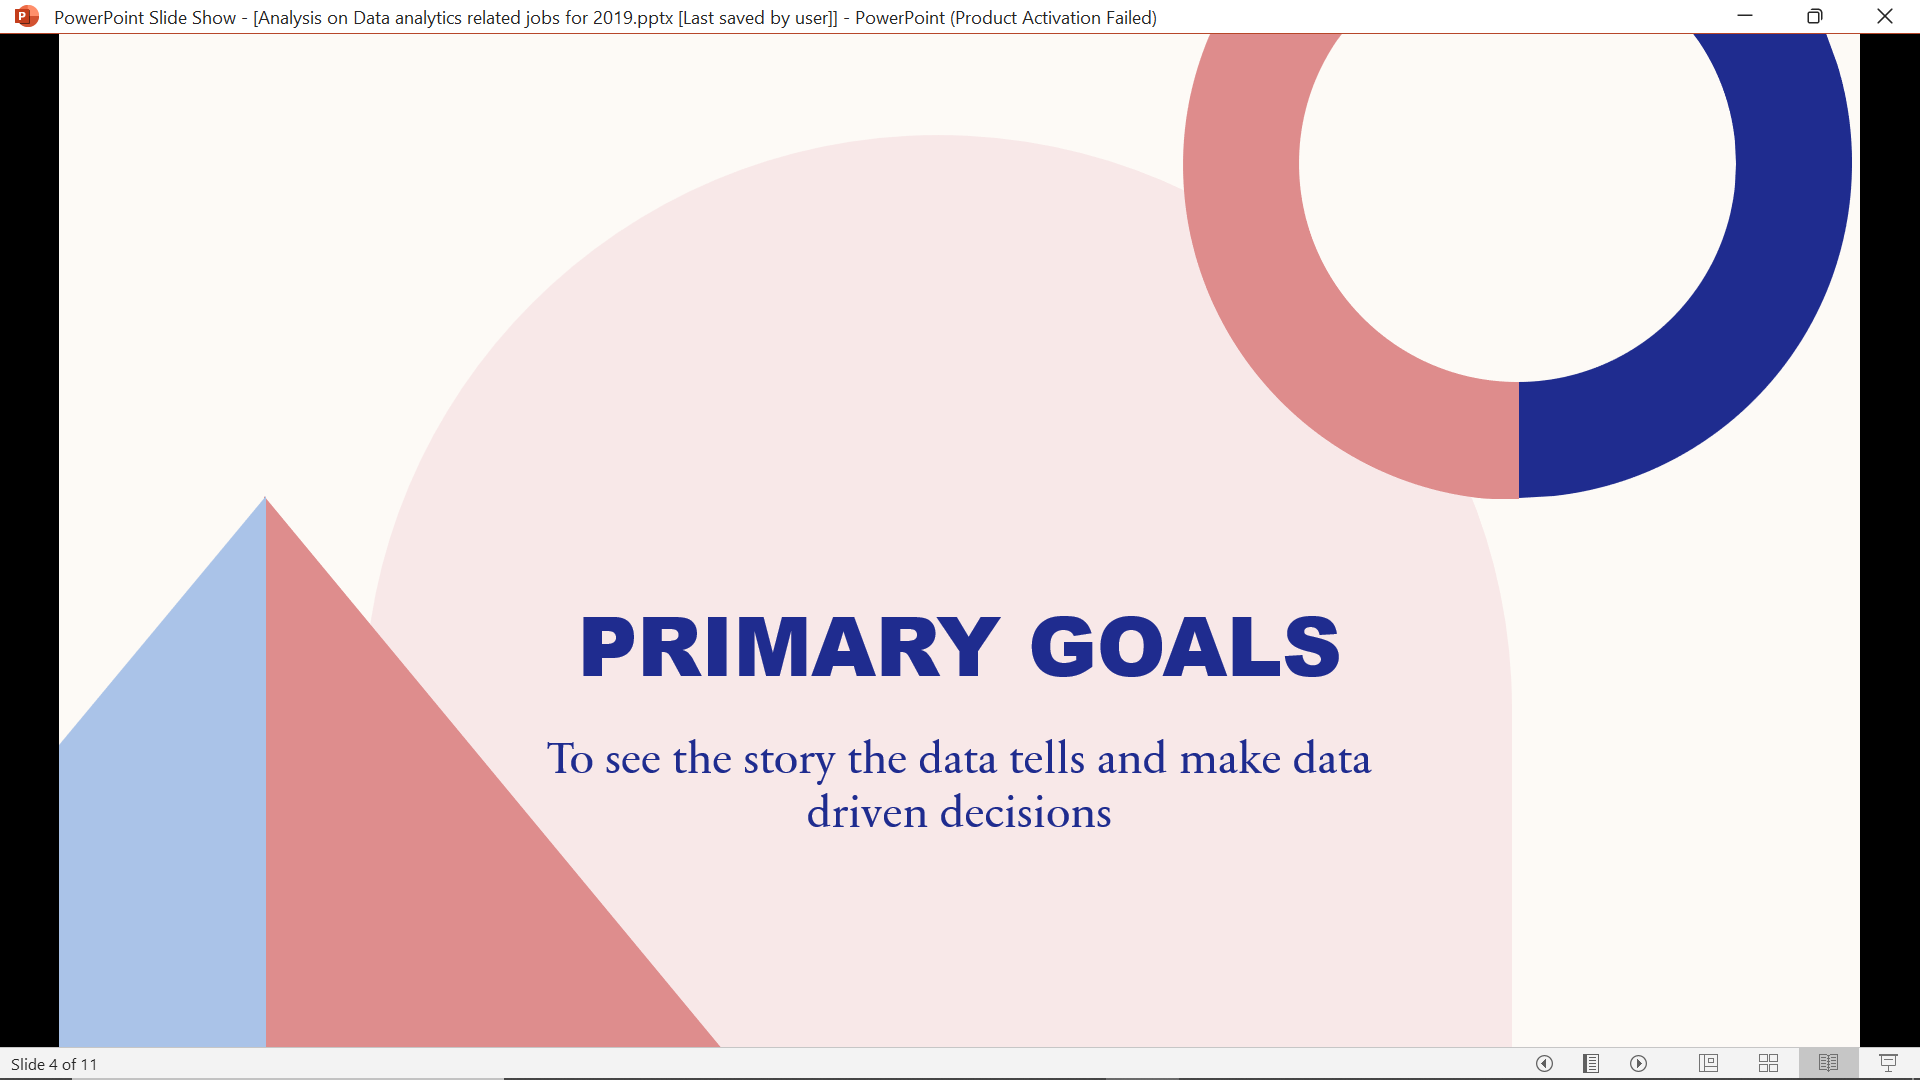 PowerPoint Slide Show - [Analysis on Data analytics related jobs for 2019.pptx [Last saved by user]] - PowerPoint (Product Activation Failed)
PRIMARY GOALS
To see the story the data tells and make data
driven decisions
Slide 4 of 11